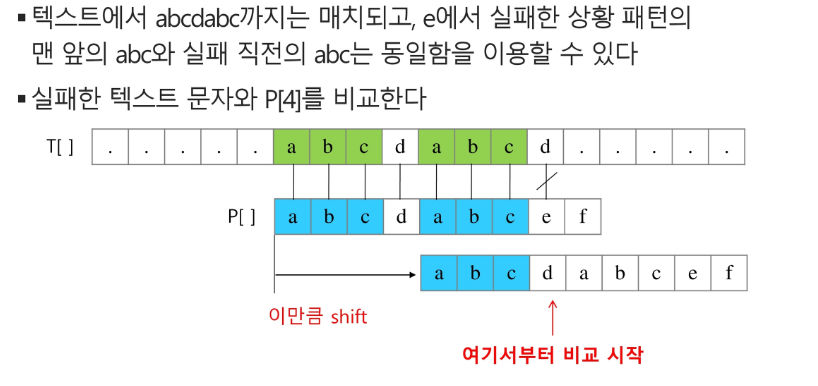 ▪ 텍스트에서 abcdabc까지는 매치되고, e에서 실패한 상황 패턴의
맨 앞의 abc와 실패 직전의 abc는 동일함을 이용할 수 있다
▪ 실패한 텍스트 문자와 P[4]를 비교한다
T[ ] . . . . . a b c d a b c d . . . . .
P[ ] a b c d a b c e f
a b c d a b c e f
이만큼 shift
여기서부터 비교 시작